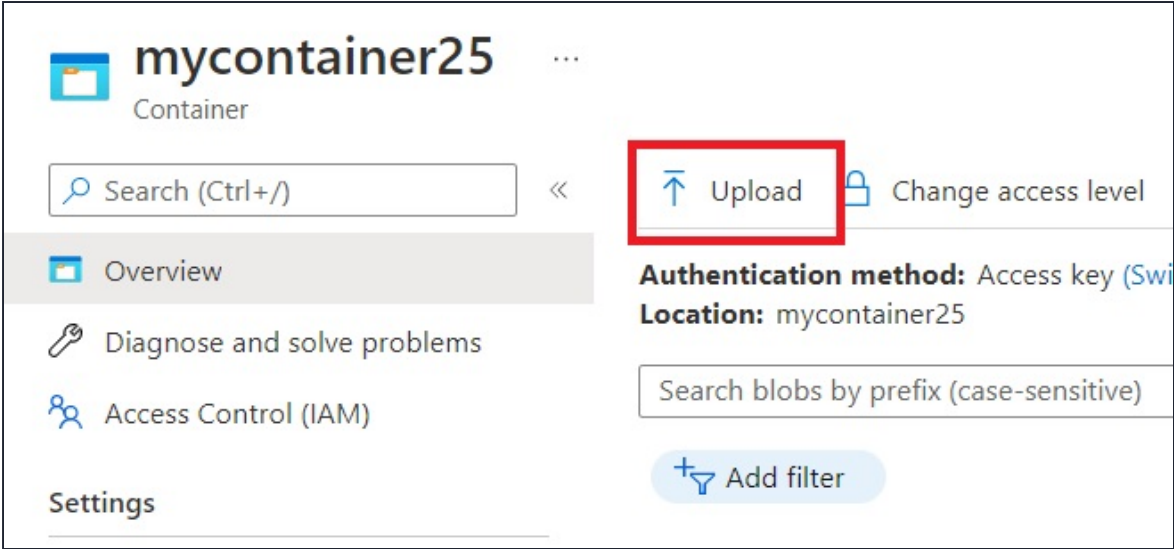 mycontainer25 ...
Container
Search (Ctrl+/) «
Overview
Diagnose and solve problems
Access Control (IAM)
Settings
Upload Change access level
Authentication method: Access key (Swi
Location: mycontainer25
Search blobs by prefix (case-sensitive)
Add filter